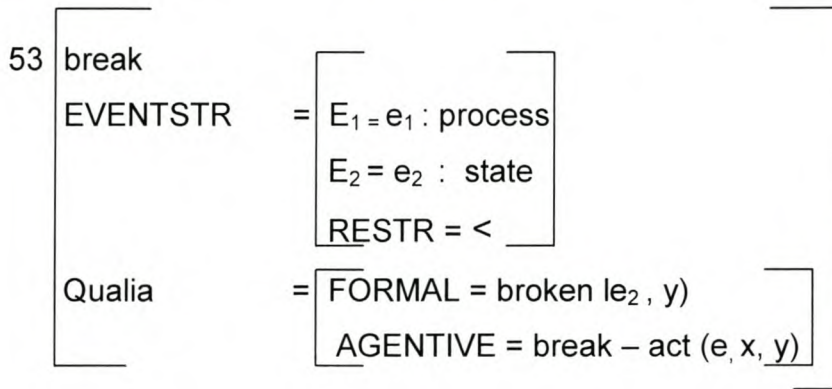 53 break
EVENTSTR = E₁ = e₁ : process
E₂ = e₂ : state
RESTR = <
Qualia = FORMAL = broken le₂ , y)
AGENTIVE = break – act (e, x, y)